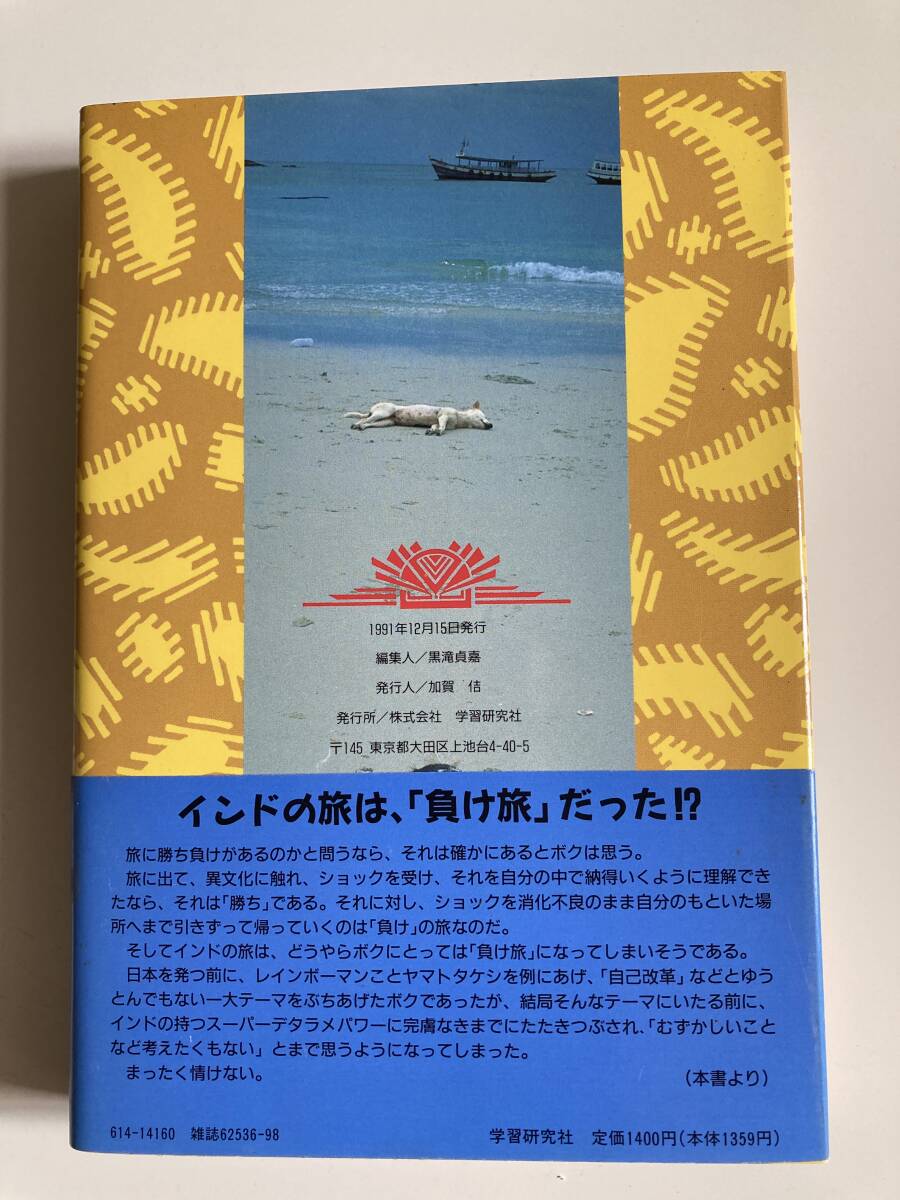 1991年12月15日発行
編集人/黒滝貞嘉
発行人/加賀 佶
発行所/株式会社 学習研究社
〒145 東京都大田区上池台4-40-5
インドの旅は、「負け旅」だった!?
旅に勝ち負けがあるのかと問うなら、それは確かにあるとボクは思う。
旅に出て、異文化に触れ、ショックを受け、それを自分の中で納得いくように理解でき
たなら、それは「勝ち」である。それに対し、ショックを消化不良のまま自分のもといた場
所へまで引きずって帰っていくのは「負け」の旅なのだ。
そしてインドの旅は、どうやらボクにとっては「負け旅」になってしまいそうである。
日本を発つ前に、レインボーマンことヤマトタケシを例にあげ、「自己改革」などとゆう
とんでもない一大テーマをぶちあげたボクであったが、結局そんなテーマにいたる前に、
インドの持つスーパーデタラメパワーに完膚なきまでにたたきつぶされ、「むずかしいこと
など考えたくもない」とまで思うようになってしまった。
まったく情けない。
(本書より)
614-14160 雑誌62536-98
学習研究社 定価1400円(本体1359円)